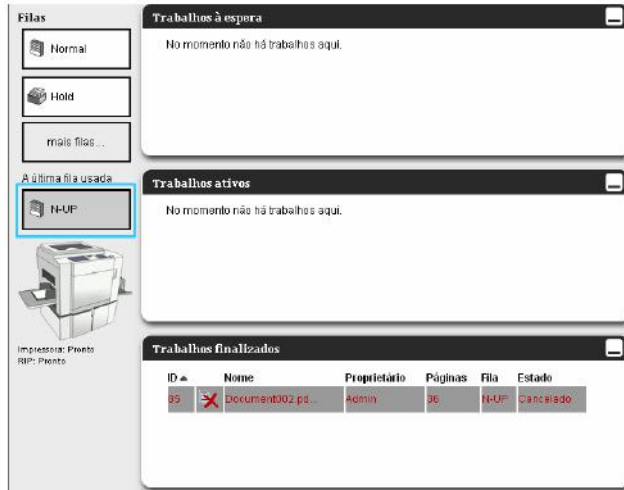 Filas
Normal
Hold
mais filas...
A última fila usada
N-UP
Impressora: Pronto
RIP: Pronto
Trabalhos à espera
No momento não há trabalhos aqui.
Trabalhos ativos
No momento não há trabalhos aqui.
Trabalhos finalizados
ID Nome Proprietário Páginas Fila Estado
Document002.ps... Admin 36 N-UP Cancelado